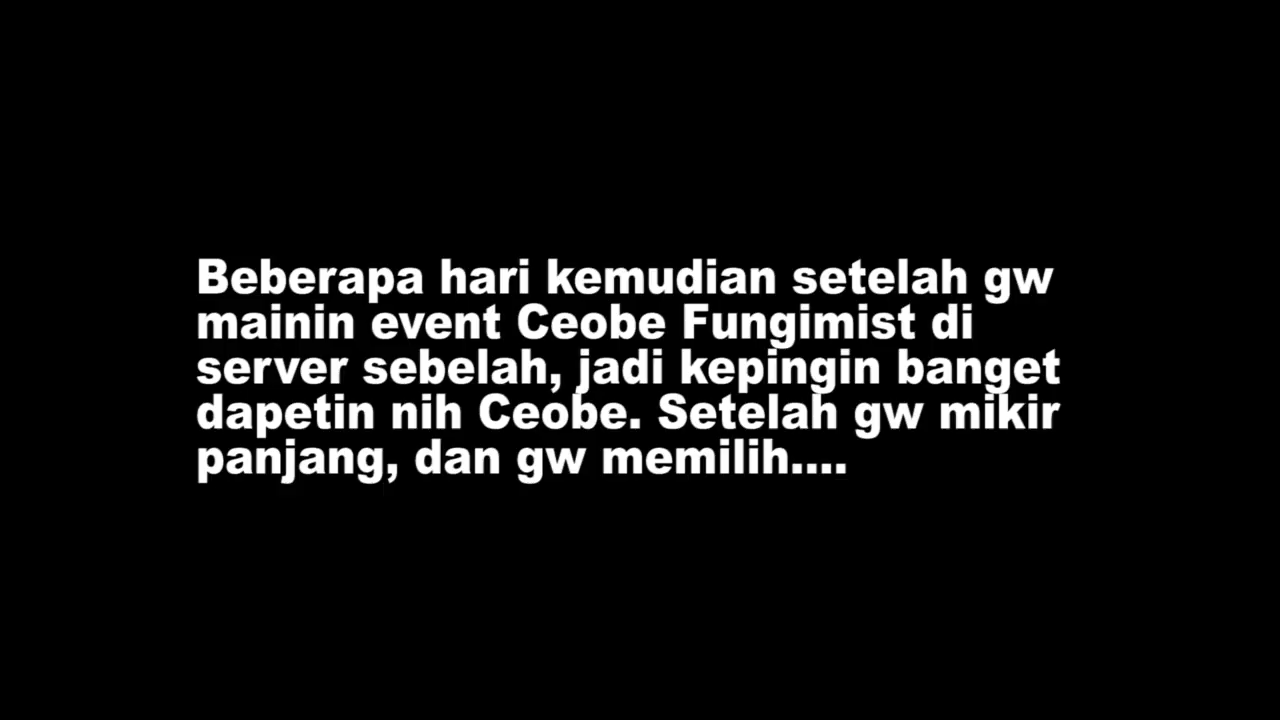 Beberapa hari kemudian setelah gw
mainin event Ceobe Fungimist di
server sebelah, jadi kepingin banget
dapetin nih Ceobe. Setelah gw mikir
panjang, dan gw memilih....